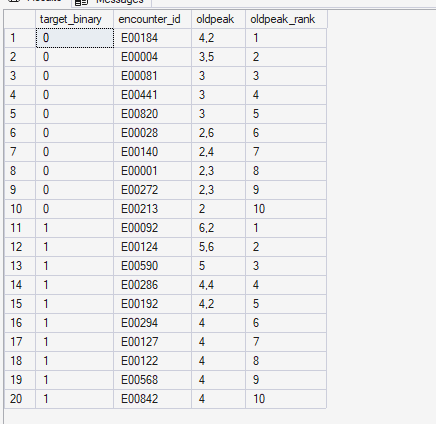 Messages
target_binary encounter_id oldpeak oldpeak_rank
1 0 E00184 4,2 1
2 0 E00004 3,5 2
3 0 E00081 3 3
4 0 E00441 3 4
5 0 E00820 3 5
6 0 E00028 2,6 6
7 0 E00140 2,4 7
8 0 E00001 2,3 8
9 0 E00272 2,3 9
10 0 E00213 2 10
11 1 E00092 6,2 1
12 1 E00124 5,6 2
13 1 E00590 5 3
14 1 E00286 4,4 4
15 1 E00192 4,2 5
16 1 E00294 4 6
17 1 E00127 4 7
18 1 E00122 4 8
19 1 E00568 4 9
20 1 E00842 4 10